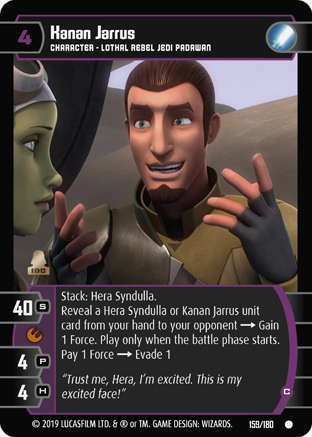 4
Kanan Jarrus
CHARACTER - LOTHAL REBEL JEDI PADAWAN
IDC
40 S
4 P
4 H
Stack: Hera Syndulla.
Reveal a Hera Syndulla or Kanan Jarrus unit
card from your hand to your opponent → Gain
1 Force. Play only when the battle phase starts.
Pay 1 Force → Evade 1
“Trust me, Hera, I’m excited. This is my
excited face!”
C
© 2019 LUCASFILM LTD. & ® or TM. GAME DESIGN: WIZARDS.
159/180